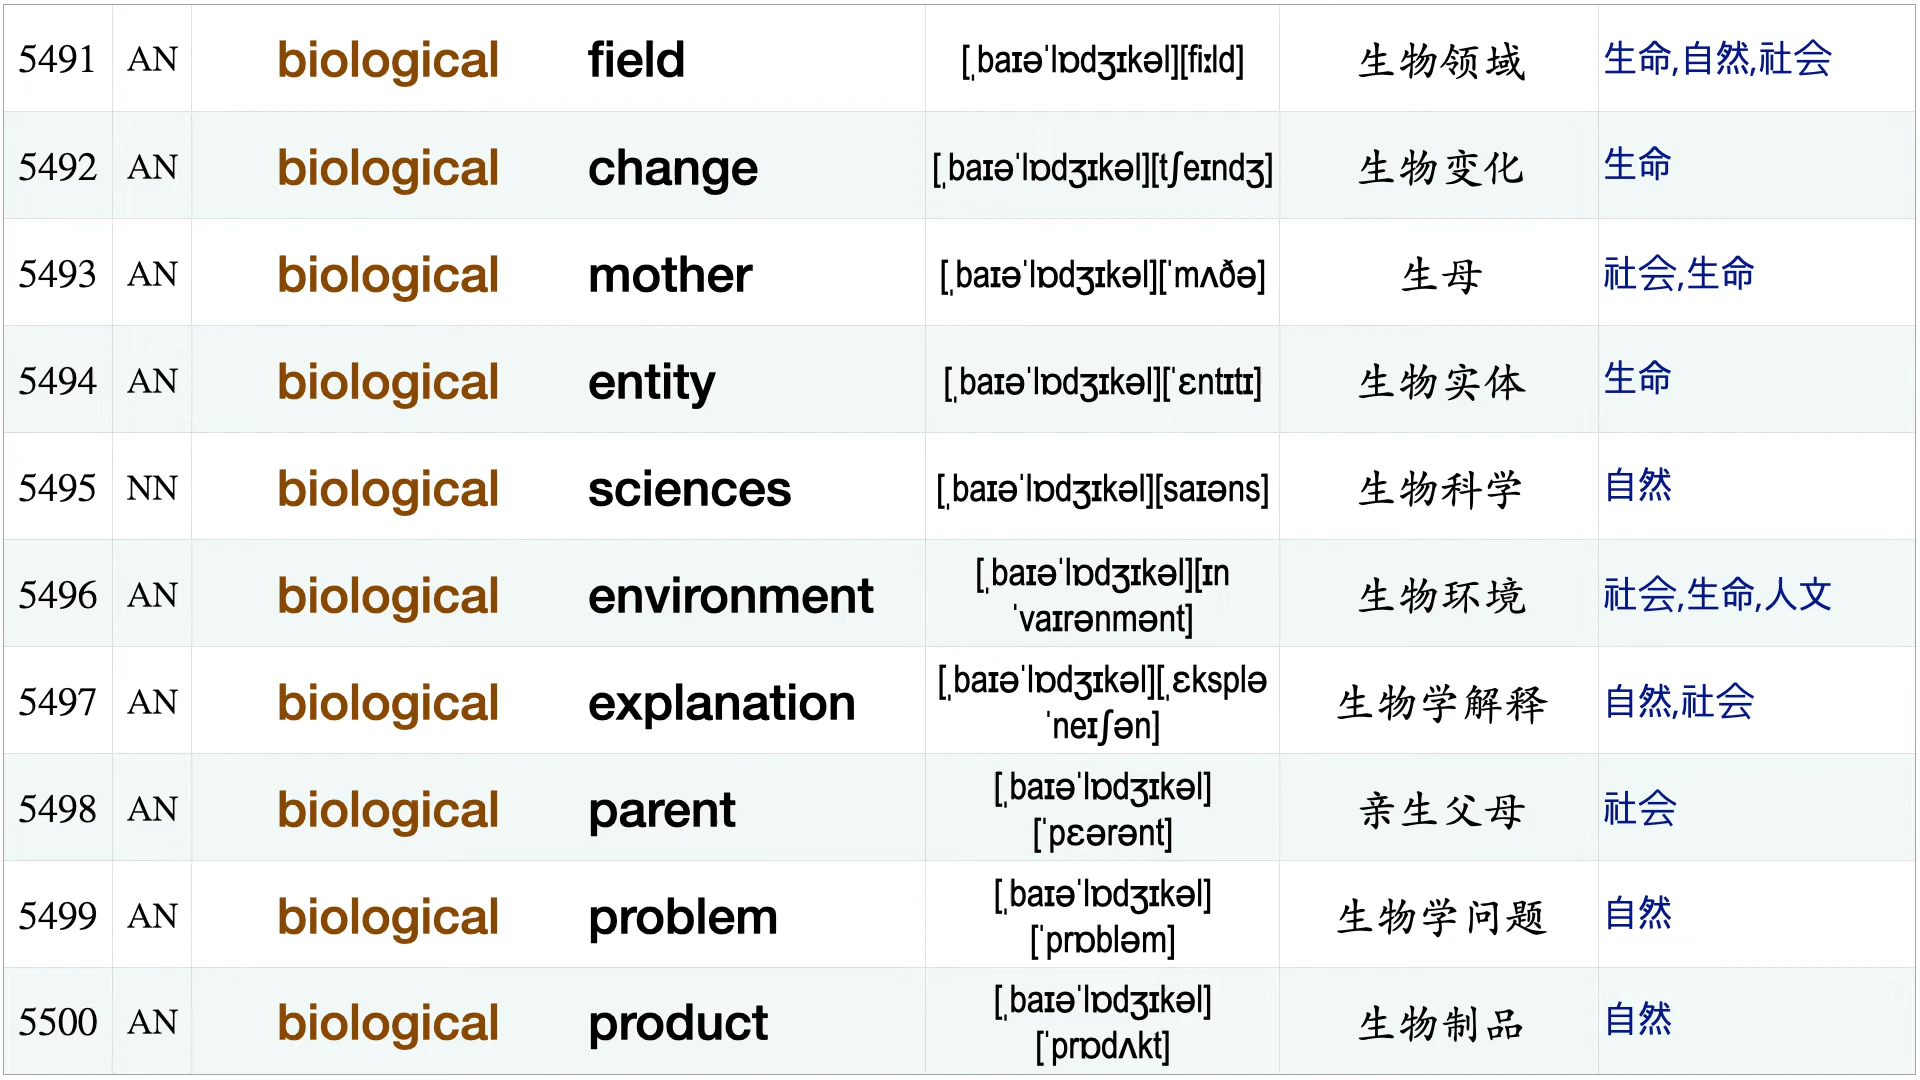 5491 AN biological field [ˌbaɪəˈlɒdʒɪkəl][fiːld] 生物领域 生命,自然,社会
5492 AN biological change [ˌbaɪəˈlɒdʒɪkəl][tʃeɪndʒ] 生物变化 生命
5493 AN biological mother [ˌbaɪəˈlɒdʒɪkəl][ˈmʌðə] 生母 社会,生命
5494 AN biological entity [ˌbaɪəˈlɒdʒɪkəl][ˈɛntɪtɪ] 生物实体 生命
5495 NN biological sciences [ˌbaɪəˈlɒdʒɪkəl][saɪəns] 生物科学 自然
5496 AN biological environment [ˌbaɪəˈlɒdʒɪkəl][ɪn
ˈvaɪrənmənt] 生物环境 社会,生命,人文
5497 AN biological explanation [ˌbaɪəˈlɒdʒɪkəl][ˌɛksplə
ˈneɪʃən] 生物学解释 自然,社会
5498 AN biological parent [ˌbaɪəˈlɒdʒɪkəl]
[ˈpɛərənt] 亲生父母 社会
5499 AN biological problem [ˌbaɪəˈlɒdʒɪkəl]
[ˈprɒbləm] 生物学问题 自然
5500 AN biological product [ˌbaɪəˈlɒdʒɪkəl]
[ˈprɒdʌkt] 生物制品 自然